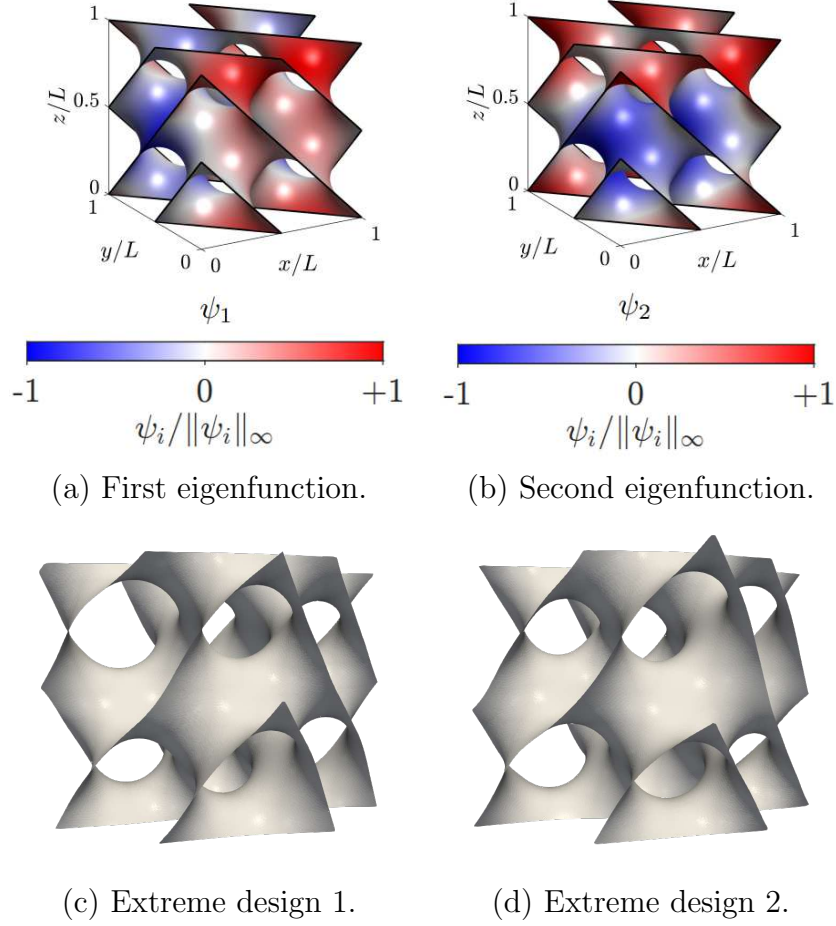 1
0.5
z/L
0
1
y/L
0
0
x/L
1
ψ₁
-1
0
+1
ψᵢ/‖ψᵢ‖∞
(a) First eigenfunction.
1
0.5
z/L
0
1
y/L
0
0
x/L
1
ψ₂
-1
0
+1
ψᵢ/‖ψᵢ‖∞
(b) Second eigenfunction.
(c) Extreme design 1.
(d) Extreme design 2.